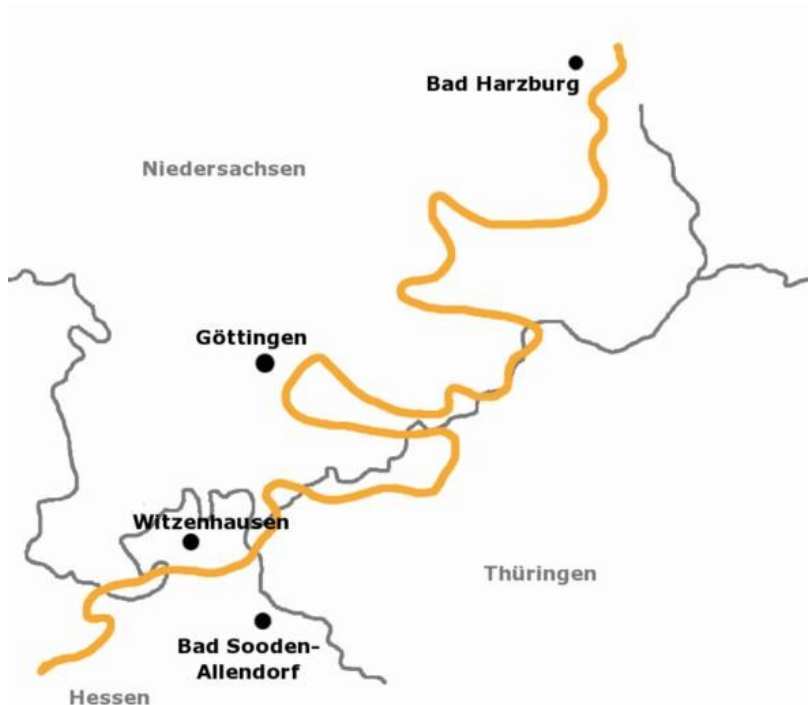 Bad Harzburg
Niedersachsen
Göttingen
Witzenhausen
Thüringen
Bad Sooden-
Allendorf
Hessen